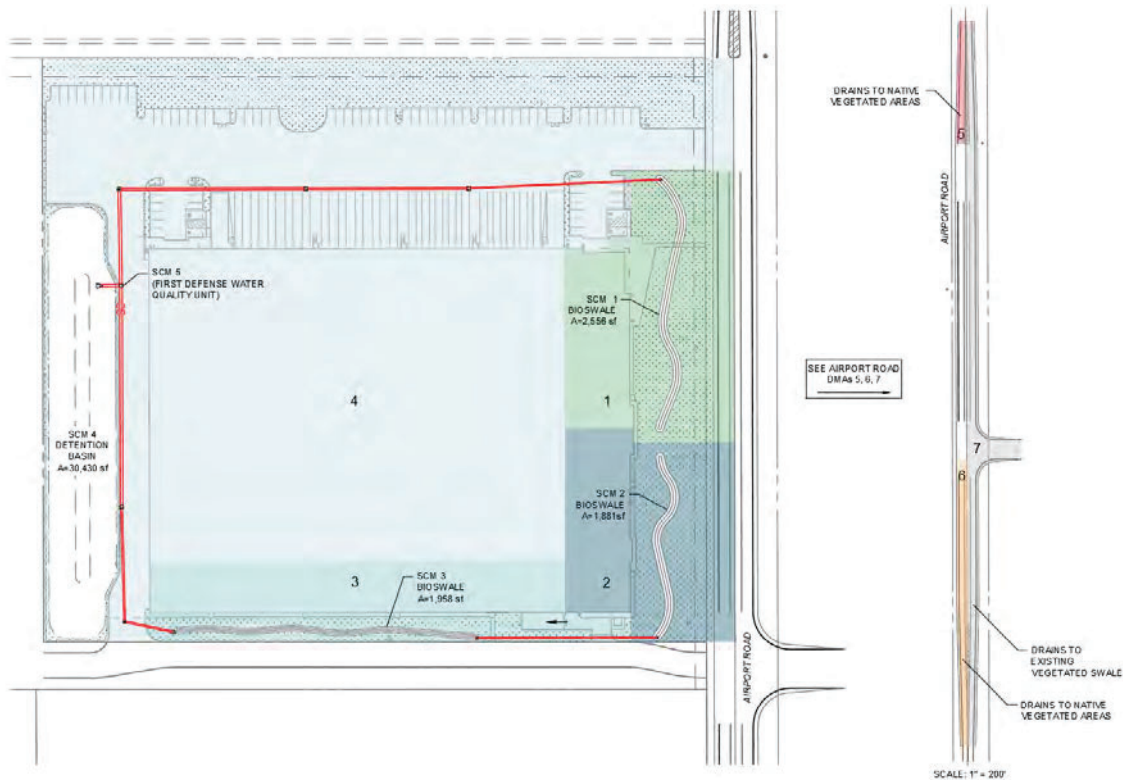 DRAINS TO NATIVE
VEGETATED AREAS
5
AIRPORT ROAD
SCM 5
(FIRST DEFENSE WATER
QUALITY UNIT)
SCM 1
BIOSWALE
A=2,556 sf
SEE AIRPORT ROAD
DMAs 5, 6, 7
4
1
SCM 4
DETENTION
BASIN
A=30,430 sf
7
6
SCM 2
BIOSWALE
A=1,881sf
3
SCM 3
BIOSWALE
A=1,958 sf
2
AIRPORT ROAD
DRAINS TO
EXISTING
VEGETATED SWALE
DRAINS TO NATIVE
VEGETATED AREAS
SCALE: 1" = 200'